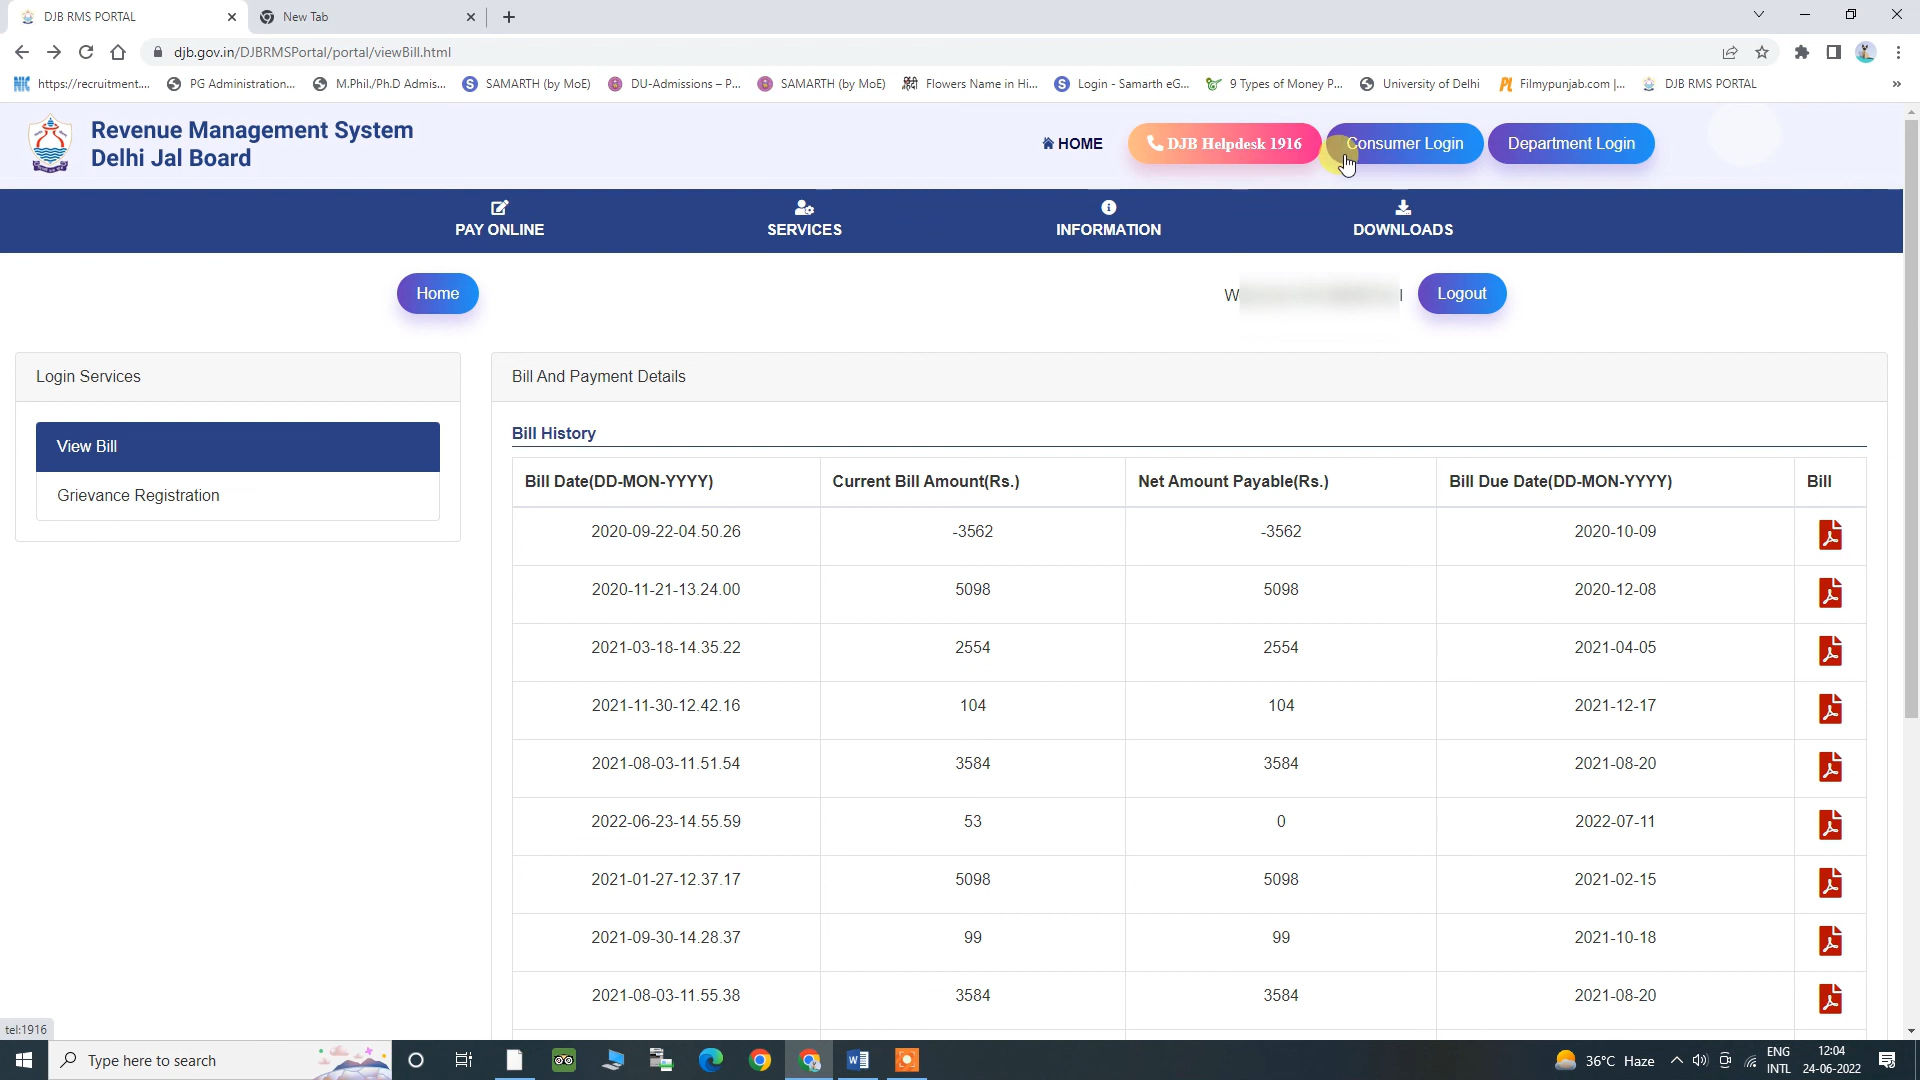 DJB RMS PORTAL
New Tab
djb.gov.in/DJBRMSPortal/portal/viewBill.html
https://recruitment.... PG Administration... M.Phil./Ph.D Admis... SAMARTH (by MoE) DU-Admissions – P... SAMARTH (by MoE) Flowers Name in Hi... Login - Samarth eG... 9 Types of Money P... University of Delhi Filmypunjab.com |... DJB RMS PORTAL »
Revenue Management System
Delhi Jal Board
HOME DJB Helpdesk 1916 Consumer Login Department Login
PAY ONLINE SERVICES INFORMATION DOWNLOADS
Home Logout
Login Services
View Bill
Grievance Registration
Bill And Payment Details
Bill History
Bill Date(DD-MON-YYYY) Current Bill Amount(Rs.) Net Amount Payable(Rs.) Bill Due Date(DD-MON-YYYY) Bill
2020-09-22-04.50.26 -3562 -3562 2020-10-09
2020-11-21-13.24.00 5098 5098 2020-12-08
2021-03-18-14.35.22 2554 2554 2021-04-05
2021-11-30-12.42.16 104 104 2021-12-17
2021-08-03-11.51.54 3584 3584 2021-08-20
2022-06-23-14.55.59 53 0 2022-07-11
2021-01-27-12.37.17 5098 5098 2021-02-15
2021-09-30-14.28.37 99 99 2021-10-18
2021-08-03-11.55.38 3584 3584 2021-08-20
tel:1916
Type here to search
36°C Haze
ENG
INTL
12:04
24-06-2022